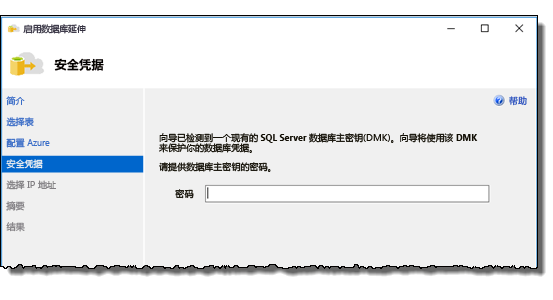 启用数据库延伸
安全凭据
简介
帮助
选择表
配置 Azure
向导已检测到一个现有的 SQL Server 数据库主密钥(DMK)。向导将使用该 DMK
来保护你的数据库凭据。
安全凭据
请提供数据库主密钥的密码。
选择 IP 地址
密码
摘要
结果